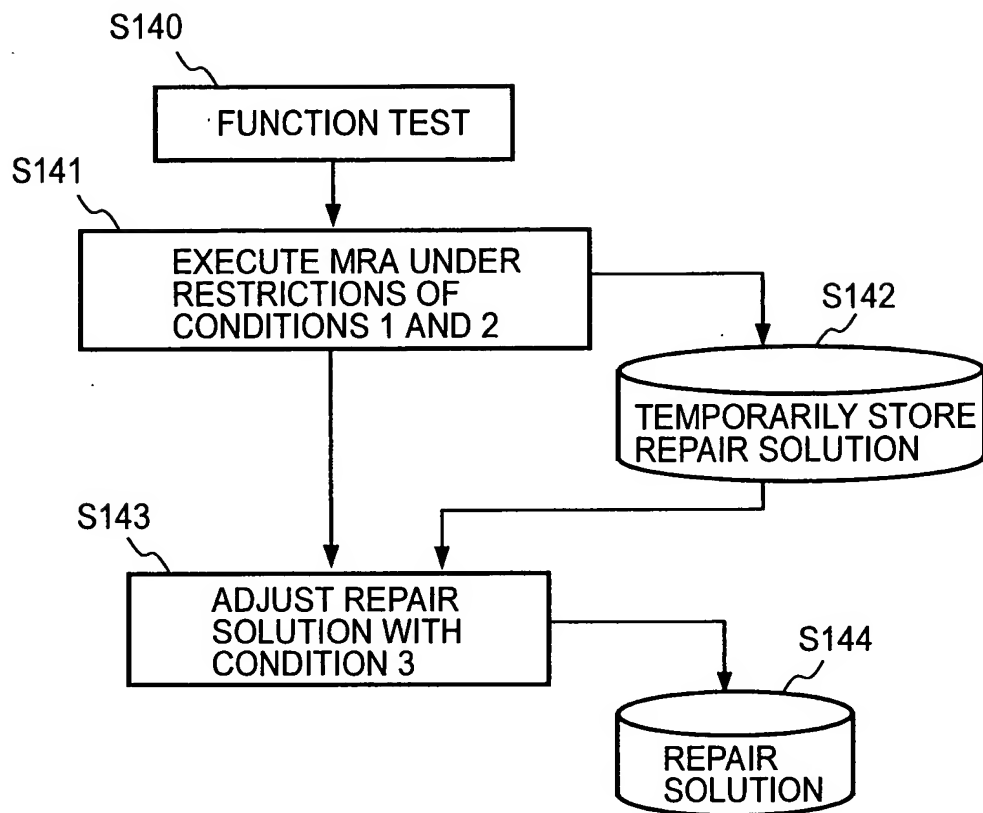 S140
FUNCTION TEST
S141
EXECUTE MRA UNDER
RESTRICTIONS OF
CONDITIONS 1 AND 2
S142
TEMPORARILY STORE
REPAIR SOLUTION
S143
ADJUST REPAIR
SOLUTION WITH
CONDITION 3
S144
REPAIR
SOLUTION